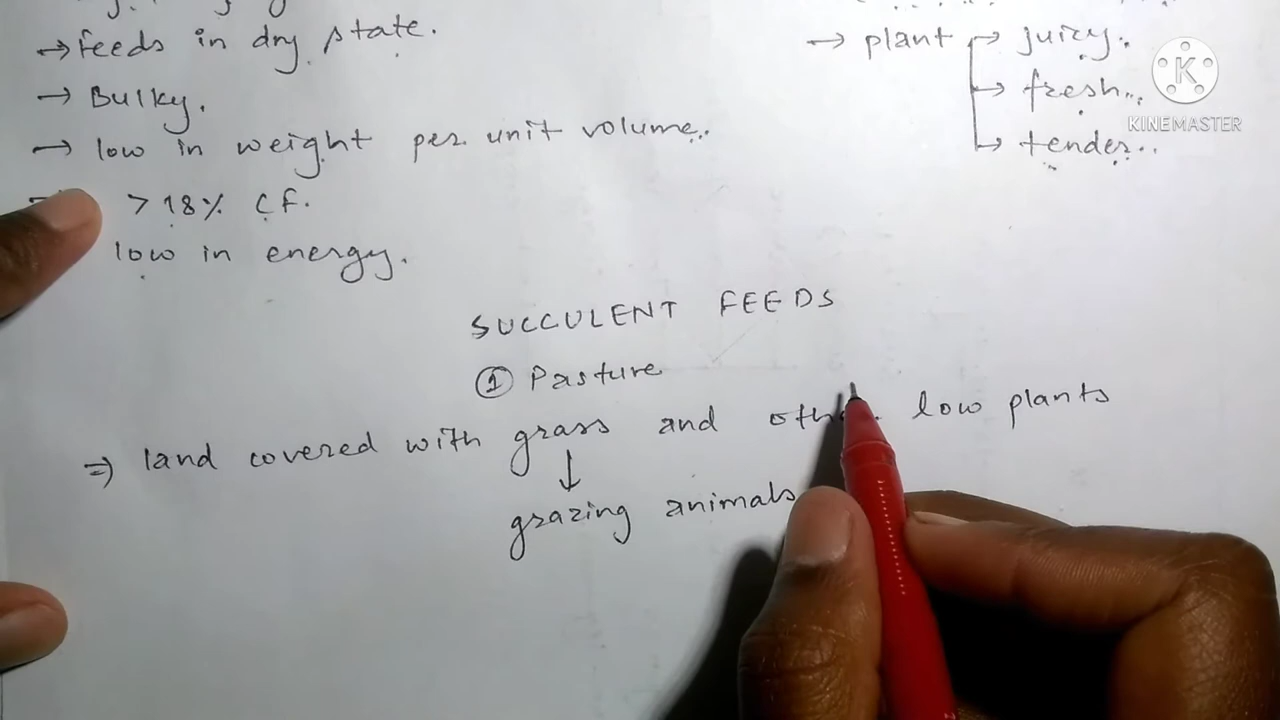 → feeds in dry state.
→ Bulky.
→ low in weight per unit volume..
> 18% CF.
low in energy.
→ plant → juicy.
→ fresh..
→ tender..
K
KINEMASTER
SUCCULENT FEEDS
① Pasture
⇒ land covered with grass and low plants
↓
grazing animals